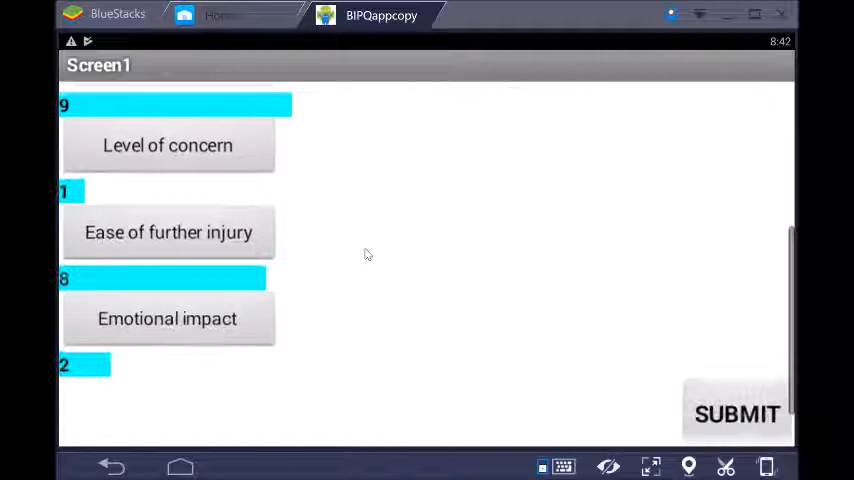 BlueStacks
Home
BIPQappcopy
8:42
Screen1
9
Level of concern
1
Ease of further injury
8
Emotional impact
2
SUBMIT